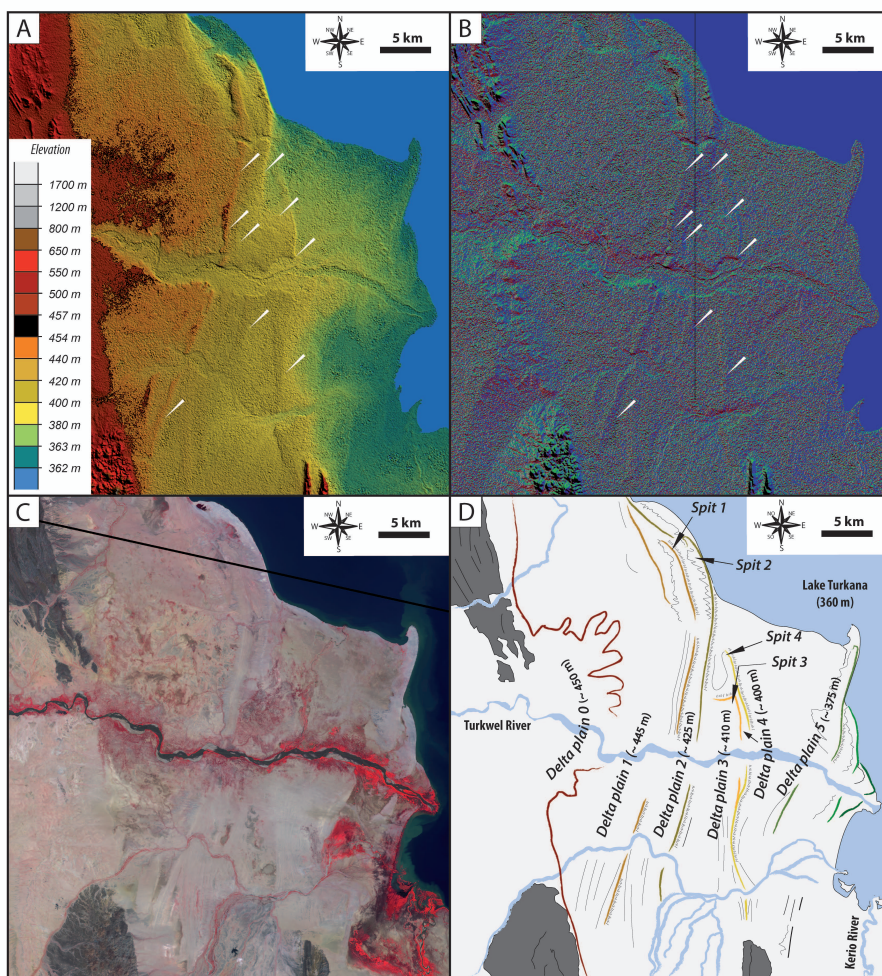 A
N
NW
NE
W
E
SW
SE
S
5 km
Elevation
1700 m
1200 m
800 m
650 m
550 m
500 m
457 m
454 m
440 m
420 m
400 m
380 m
363 m
362 m
B
N
NW
NE
W
E
SW
SE
S
5 km
C
N
NW
NE
W
E
SW
SE
S
5 km
D
N
NO
NE
W
E
SO
SE
S
5 km
Spit 1
Spit 2
Lake Turkana
(360 m)
Spit 4
Spit 3
Turkwel River
Delta plain 0 (~ 450 m)
Delta plain 1 (~ 445 m)
Delta plain 2 (~ 425 m)
Delta plain 3 (~ 410 m)
Delta plain 4 (~ 400 m)
Delta plain 5 (~ 375 m)
Kerio River